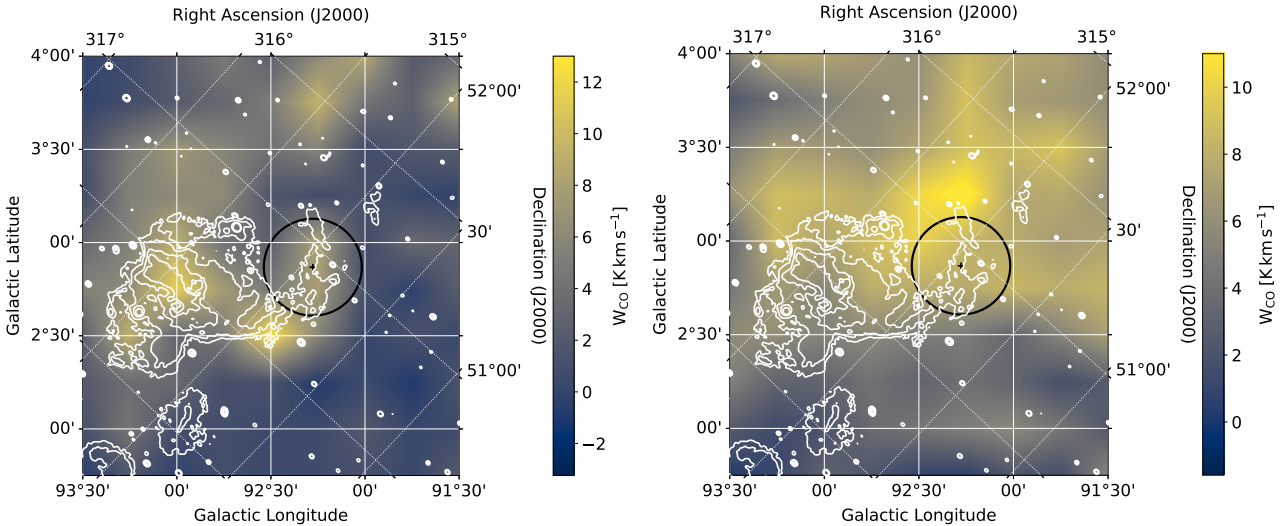 Right Ascension (J2000)
317° 316° 315°
4°00'
3°30'
00'
2°30'
00'
Galactic Latitude
93°30' 00' 92°30' 00' 91°30'
Galactic Longitude
52°00'
30'
51°00'
Declination (J2000)
12
10
8
6
4
2
0
−2
W_CO [K km s⁻¹]
Right Ascension (J2000)
317° 316° 315°
4°00'
3°30'
00'
2°30'
00'
Galactic Latitude
93°30' 00' 92°30' 00' 91°30'
Galactic Longitude
52°00'
30'
51°00'
Declination (J2000)
10
8
6
4
2
0
W_CO [K km s⁻¹]